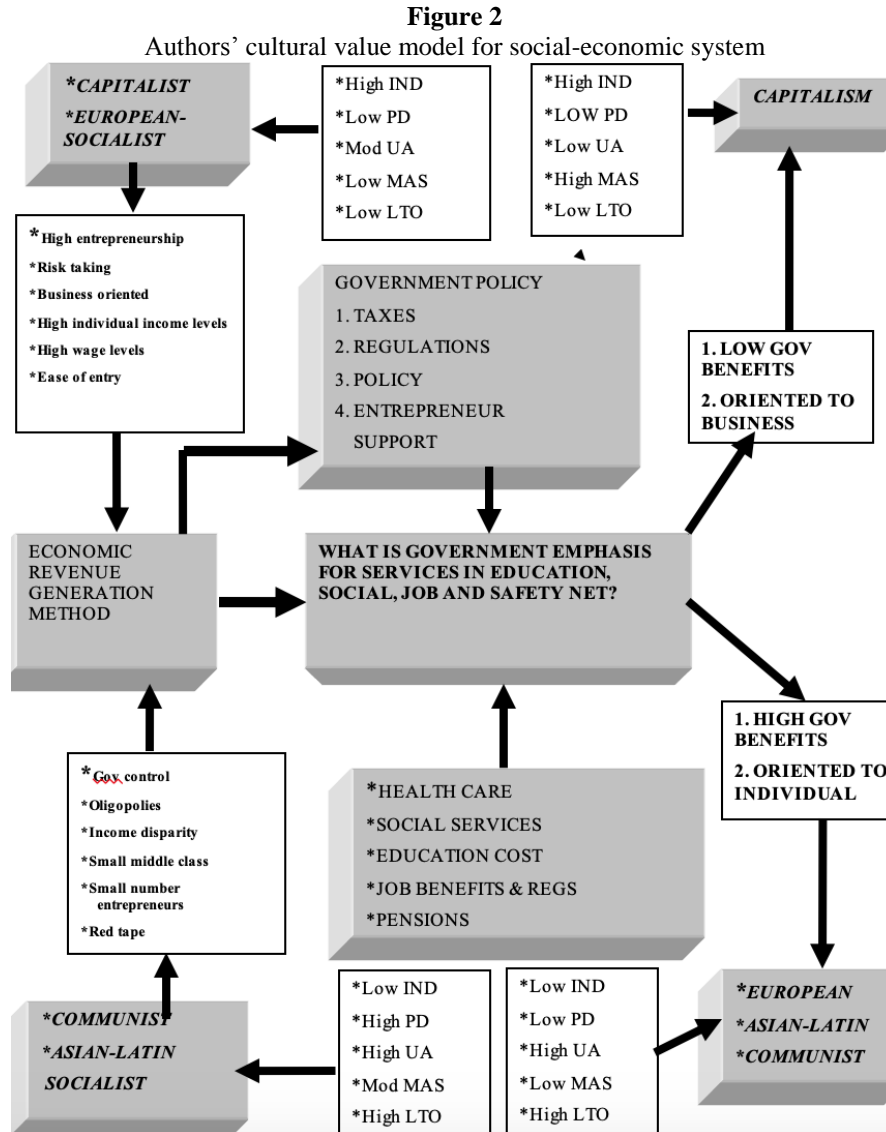 Figure 2
Authors' cultural value model for social-economic system
*CAPITALIST
*EUROPEAN-
SOCIALIST
*High IND
*Low PD
*Mod UA
*Low MAS
*Low LTO
*High IND
*LOW PD
*Low UA
*High MAS
*Low LTO
CAPITALISM
*High entrepreneurship
*Risk taking
*Business oriented
*High individual income levels
*High wage levels
*Ease of entry
GOVERNMENT POLICY
1. TAXES
2. REGULATIONS
3. POLICY
4. ENTREPRENEUR
SUPPORT
1. LOW GOV
BENEFITS
2. ORIENTED TO
BUSINESS
ECONOMIC
REVENUE
GENERATION
METHOD
WHAT IS GOVERNMENT EMPHASIS
FOR SERVICES IN EDUCATION,
SOCIAL, JOB AND SAFETY NET?
1. HIGH GOV
BENEFITS
2. ORIENTED TO
INDIVIDUAL
*Gov control
*Oligopolies
*Income disparity
*Small middle class
*Small number
entrepreneurs
*Red tape
*HEALTH CARE
*SOCIAL SERVICES
*EDUCATION COST
*JOB BENEFITS & REGS
*PENSIONS
*COMMUNIST
*ASIAN-LATIN
SOCIALIST
*Low IND
*High PD
*High UA
*Mod MAS
*High LTO
*Low IND
*Low PD
*High UA
*Low MAS
*High LTO
*EUROPEAN
*ASIAN-LATIN
*COMMUNIST